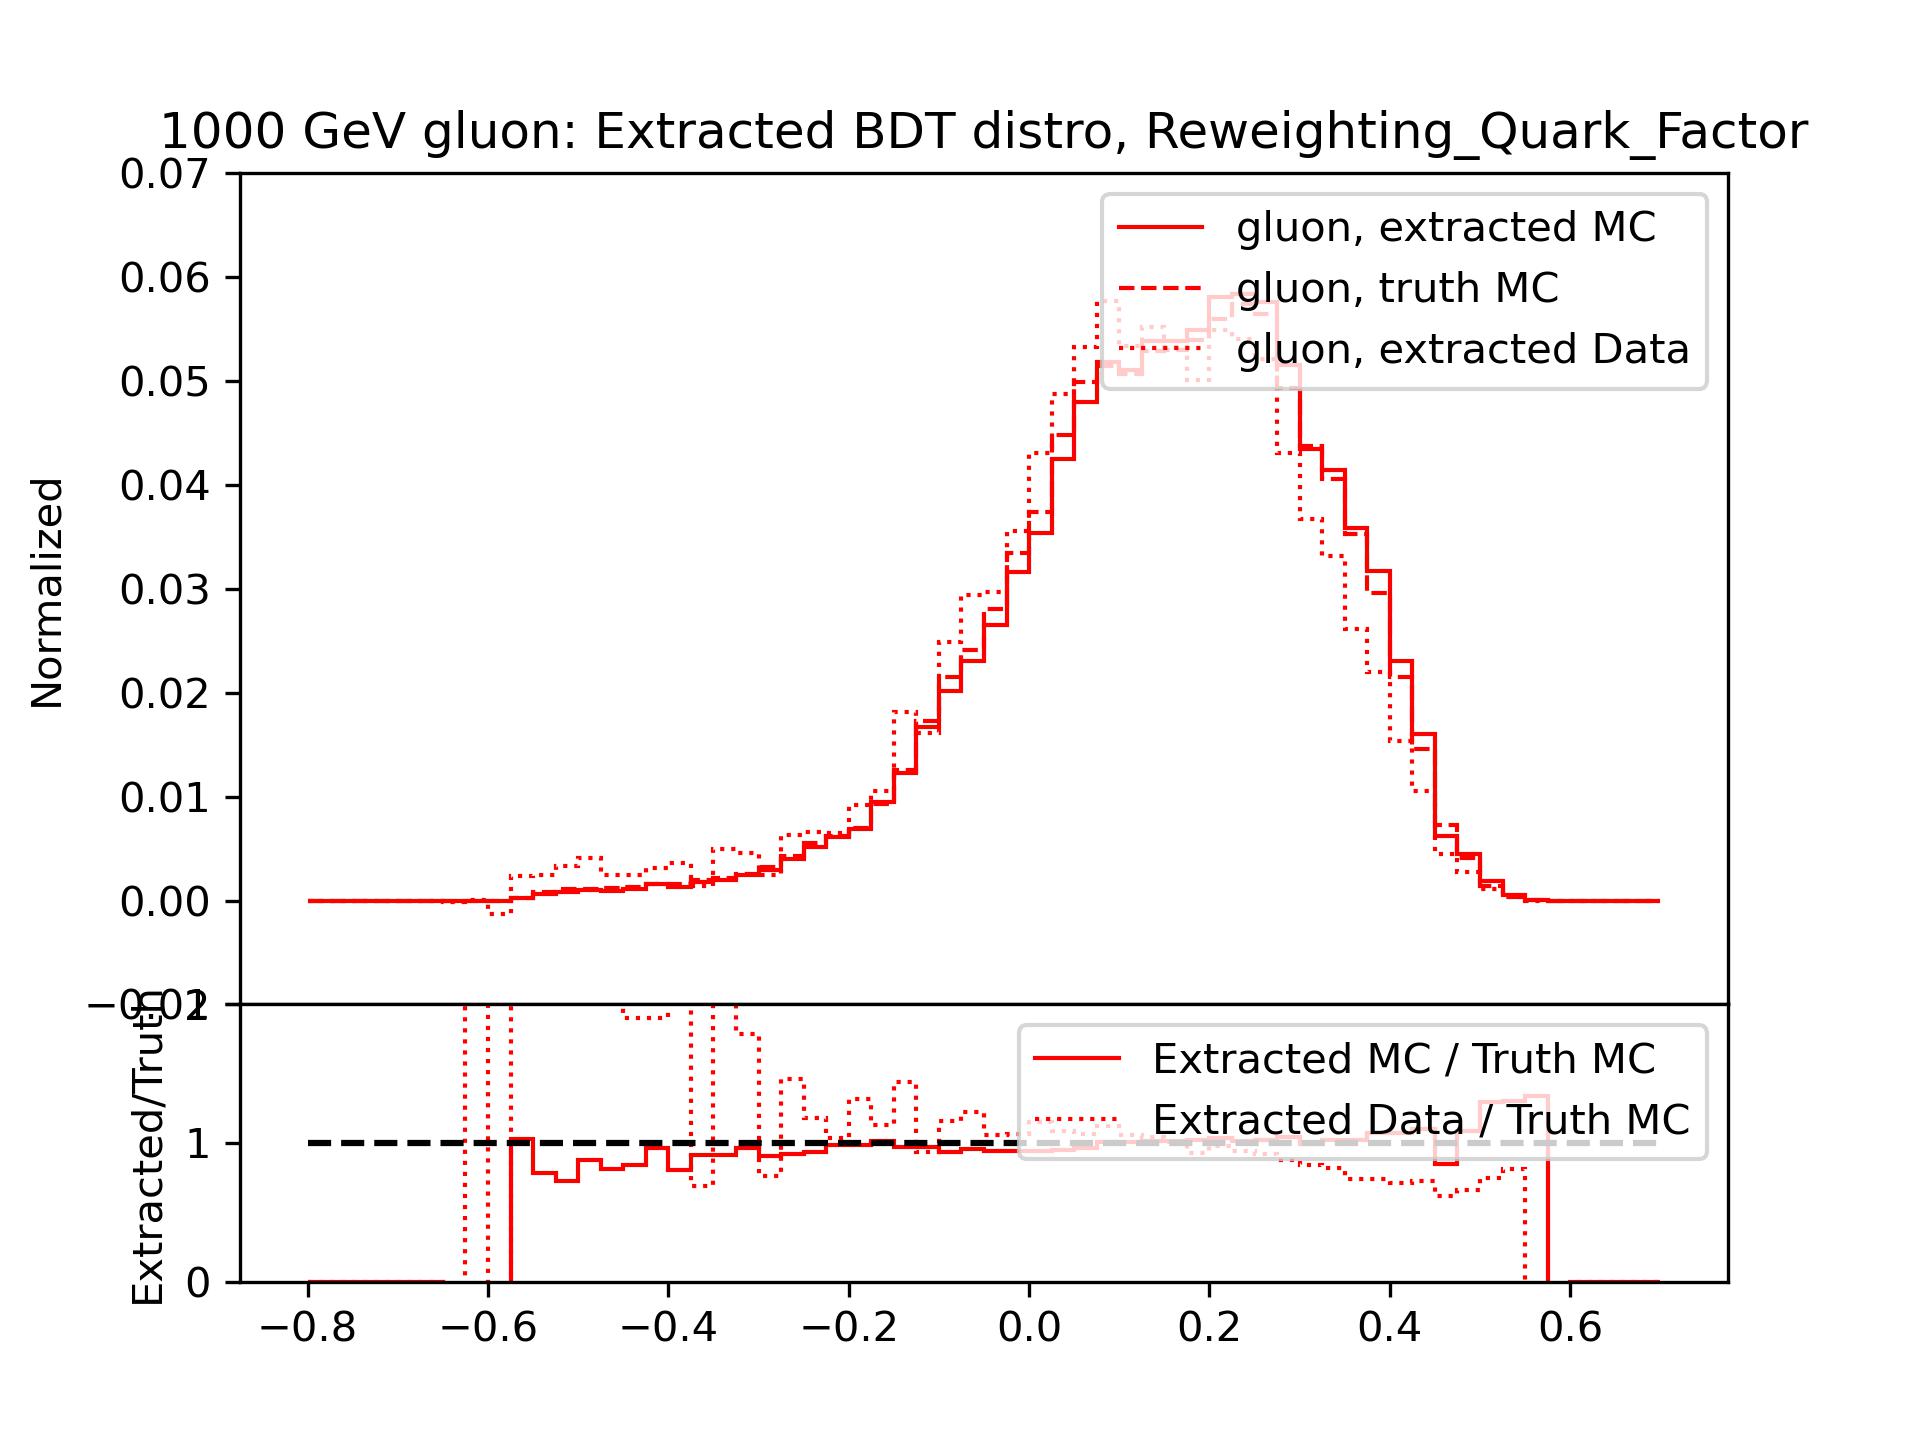 1000 GeV gluon: Extracted BDT distro, Reweighting_Quark_Factor
Normalized
0.07
0.06
0.05
0.04
0.03
0.02
0.01
0.00
−0.01
gluon, extracted MC
gluon, truth MC
gluon, extracted Data
Extracted/Truth
2
1
0
Extracted MC / Truth MC
Extracted Data / Truth MC
−0.8 −0.6 −0.4 −0.2 0.0 0.2 0.4 0.6